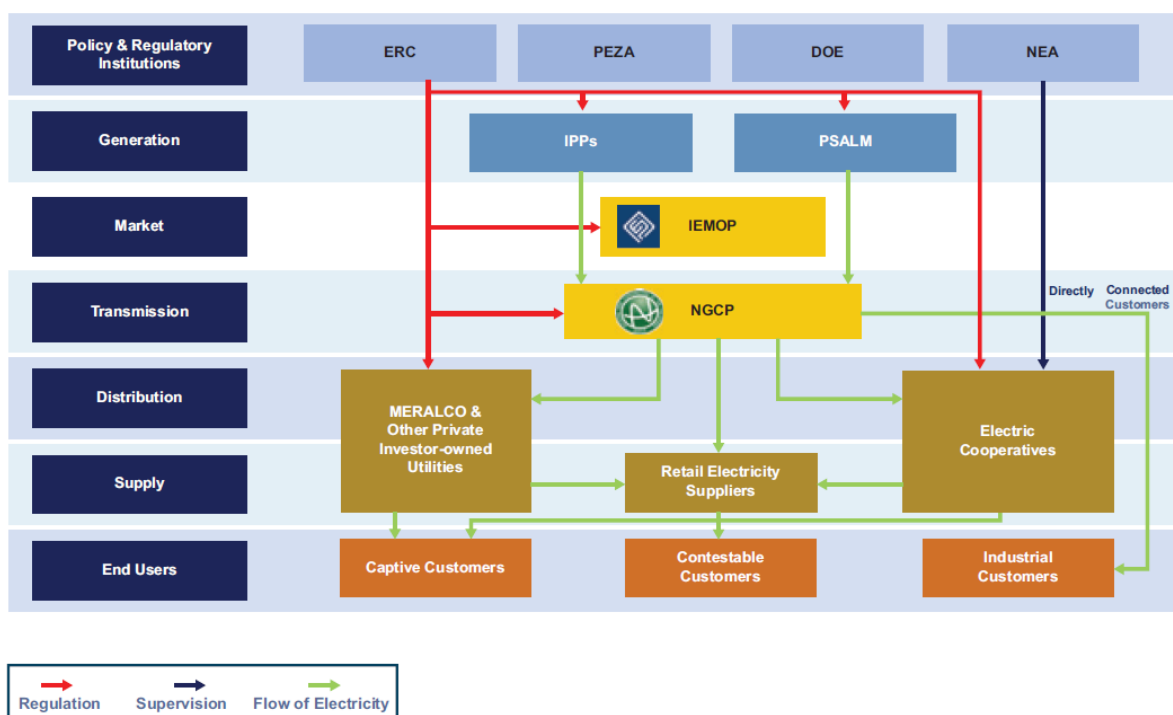 Policy & Regulatory
Institutions
ERC
PEZA
DOE
NEA
Generation
IPPs
PSALM
Market
IEMOP
Directly Connected
Customers
Transmission
NGCP
Distribution
MERALCO &
Other Private
Investor-owned
Utilities
Electric
Cooperatives
Supply
Retail Electricity
Suppliers
End Users
Captive Customers
Contestable
Customers
Industrial
Customers
Regulation
Supervision
Flow of Electricity